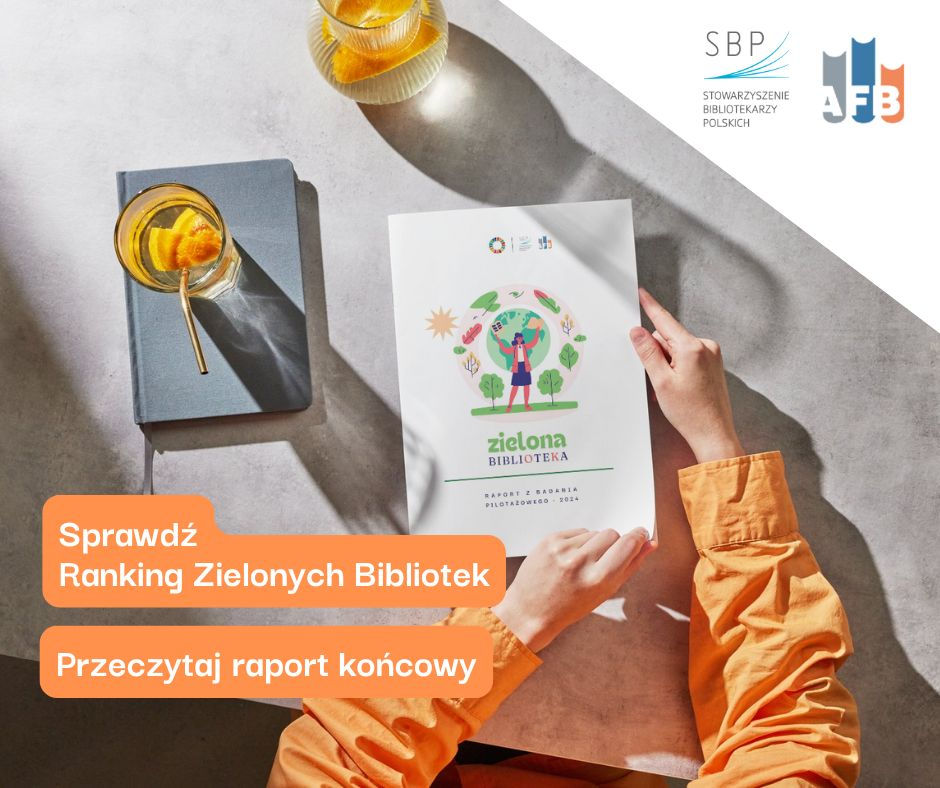 SBP
STOWARZYSZENIE
BIBLIOTEKARZY
POLSKICH
AFB
zielona
BIBLIOTEKA
RAPORT Z BADANIA
PILOTAŻOWEGO - 2024
Sprawdź
Ranking Zielonych Bibliotek
Przeczytaj raport końcowy